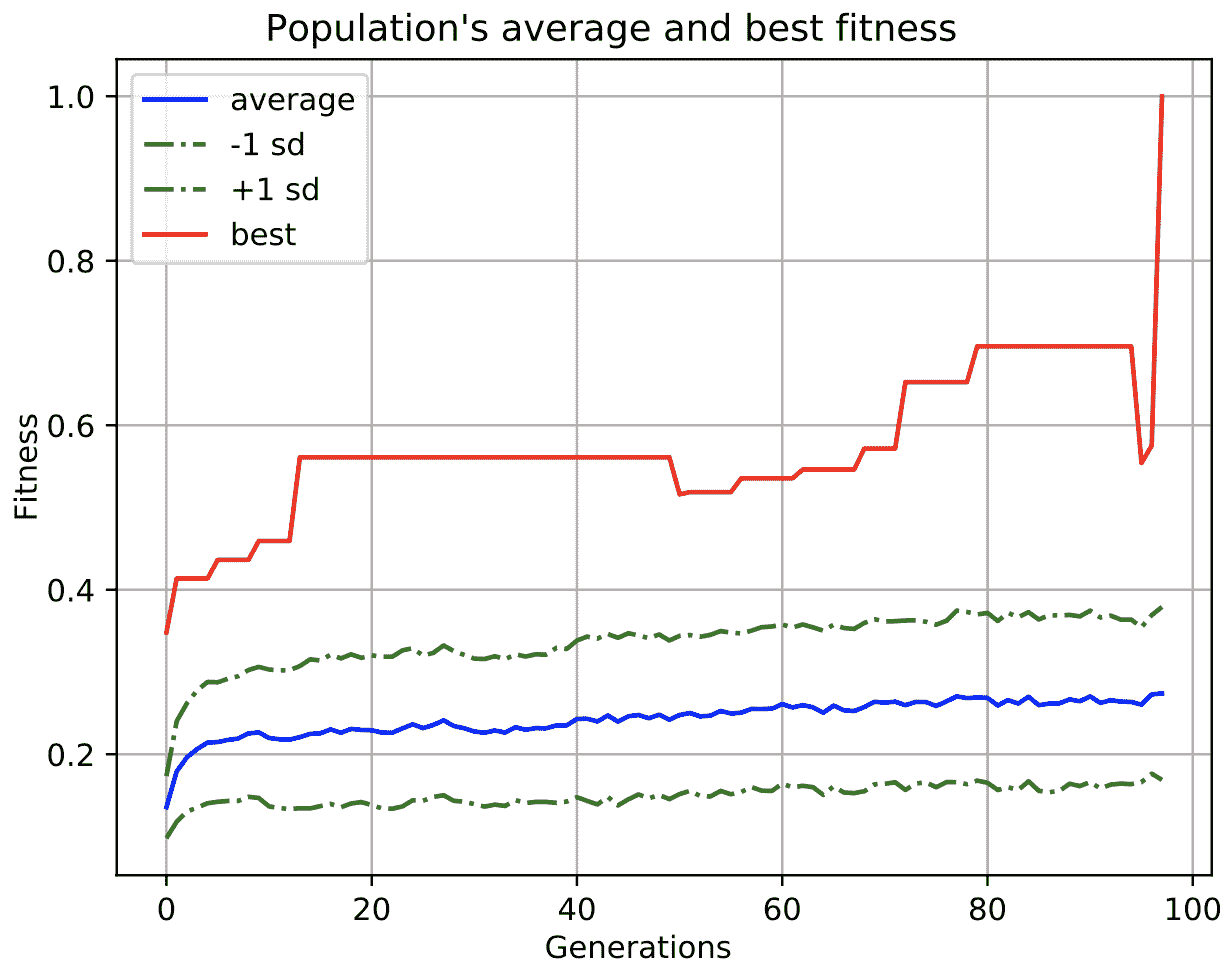 Population's average and best fitness
average
-1 sd
+1 sd
best
1.0
0.8
0.6
0.4
0.2
Fitness
0 20 40 60 80 100
Generations